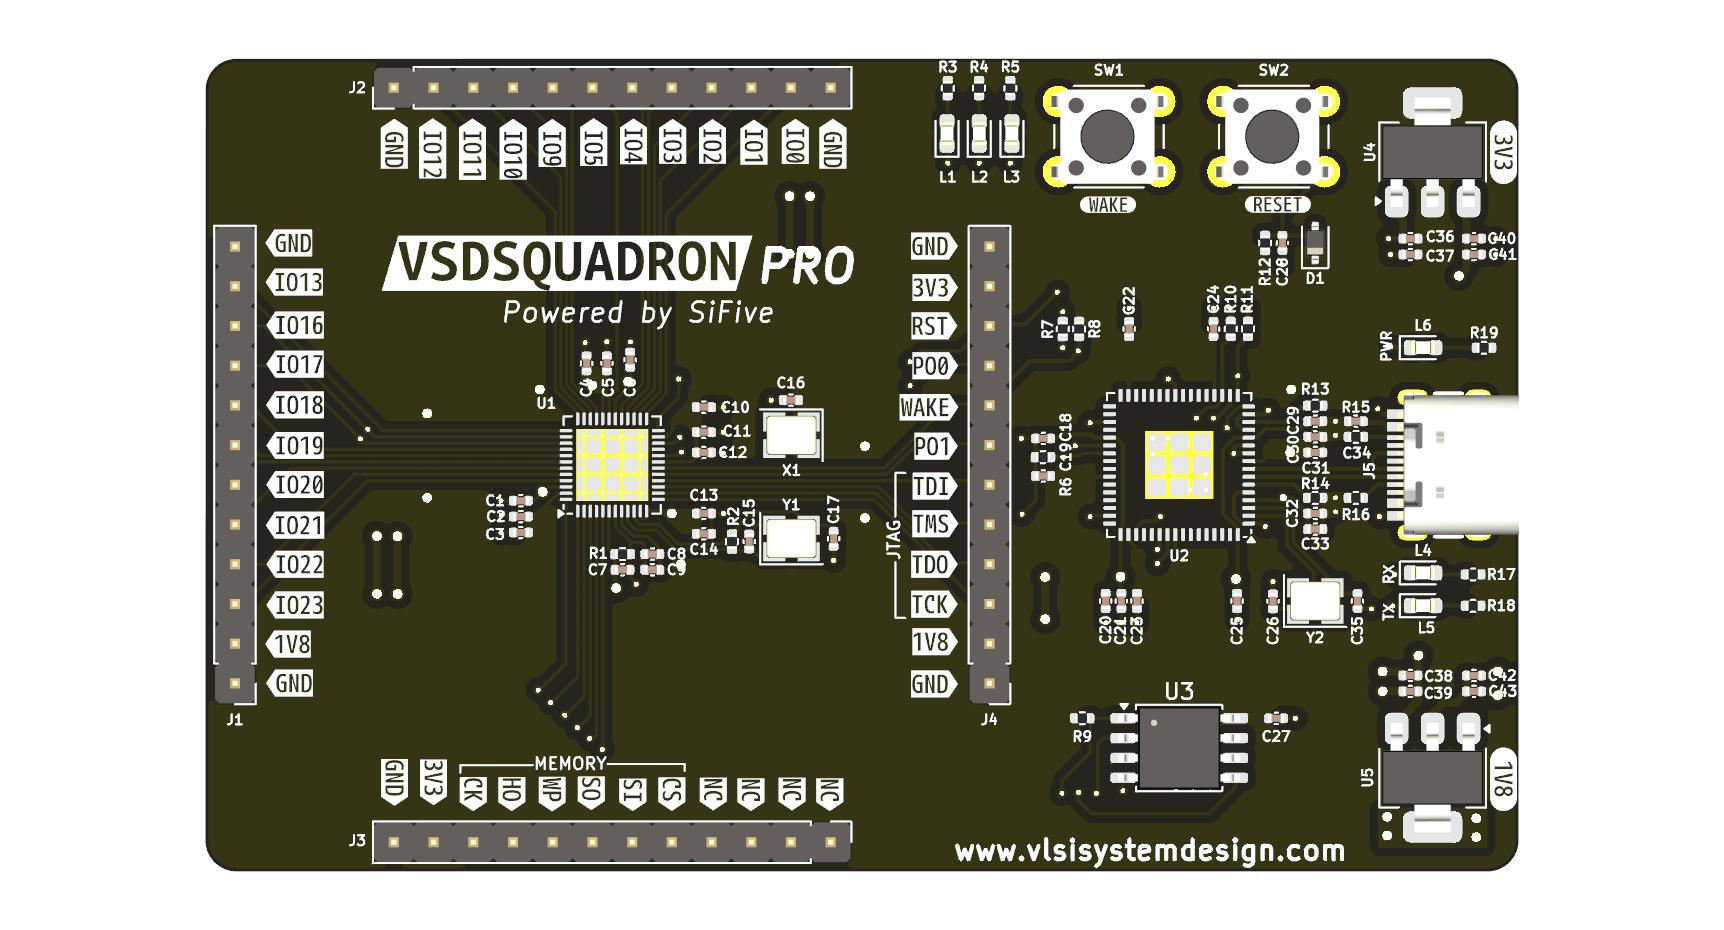 J2
GND
IO12
IO11
IO10
IO9
IO5
IO4
IO3
IO2
IO1
IO0
GND
R3 R4 R5
L1 L2 L3
SW1
WAKE
SW2
RESET
U4
3V3
C36
C37
C40
C41
R12
C28
D1
GND
IO13
IO16
IO17
IO18
IO19
IO20
IO21
IO22
IO23
1V8
GND
J1
VSDSQUADRON PRO
Powered by SiFive
C4
C5
C6
U1
C10
C11
C12
C16
X1
C1
C2
C3
C13
C14
R2
C15
Y1
C17
R1
C7
C8
C9
GND
3V3
RST
PO0
WAKE
PO1
TDI
TMS
TDO
TCK
1V8
GND
JTAG
J4
R7
R8
C22
C24
R10
R11
PWR
L6
R19
C18
C19
R6
U2
R13
C29
C30
C31
R15
C34
J5
R14
C32
R16
C33
L4
RX
R17
TX
L5
R18
C20
C21
C23
C25
C26
Y2
C35
C38
C39
C42
C43
U3
R9
C27
U5
1V8
MEMORY
GND
3V3
CK
HO
WP
SO
SI
CS
NC
NC
NC
NC
J3
www.vlsisystemdesign.com